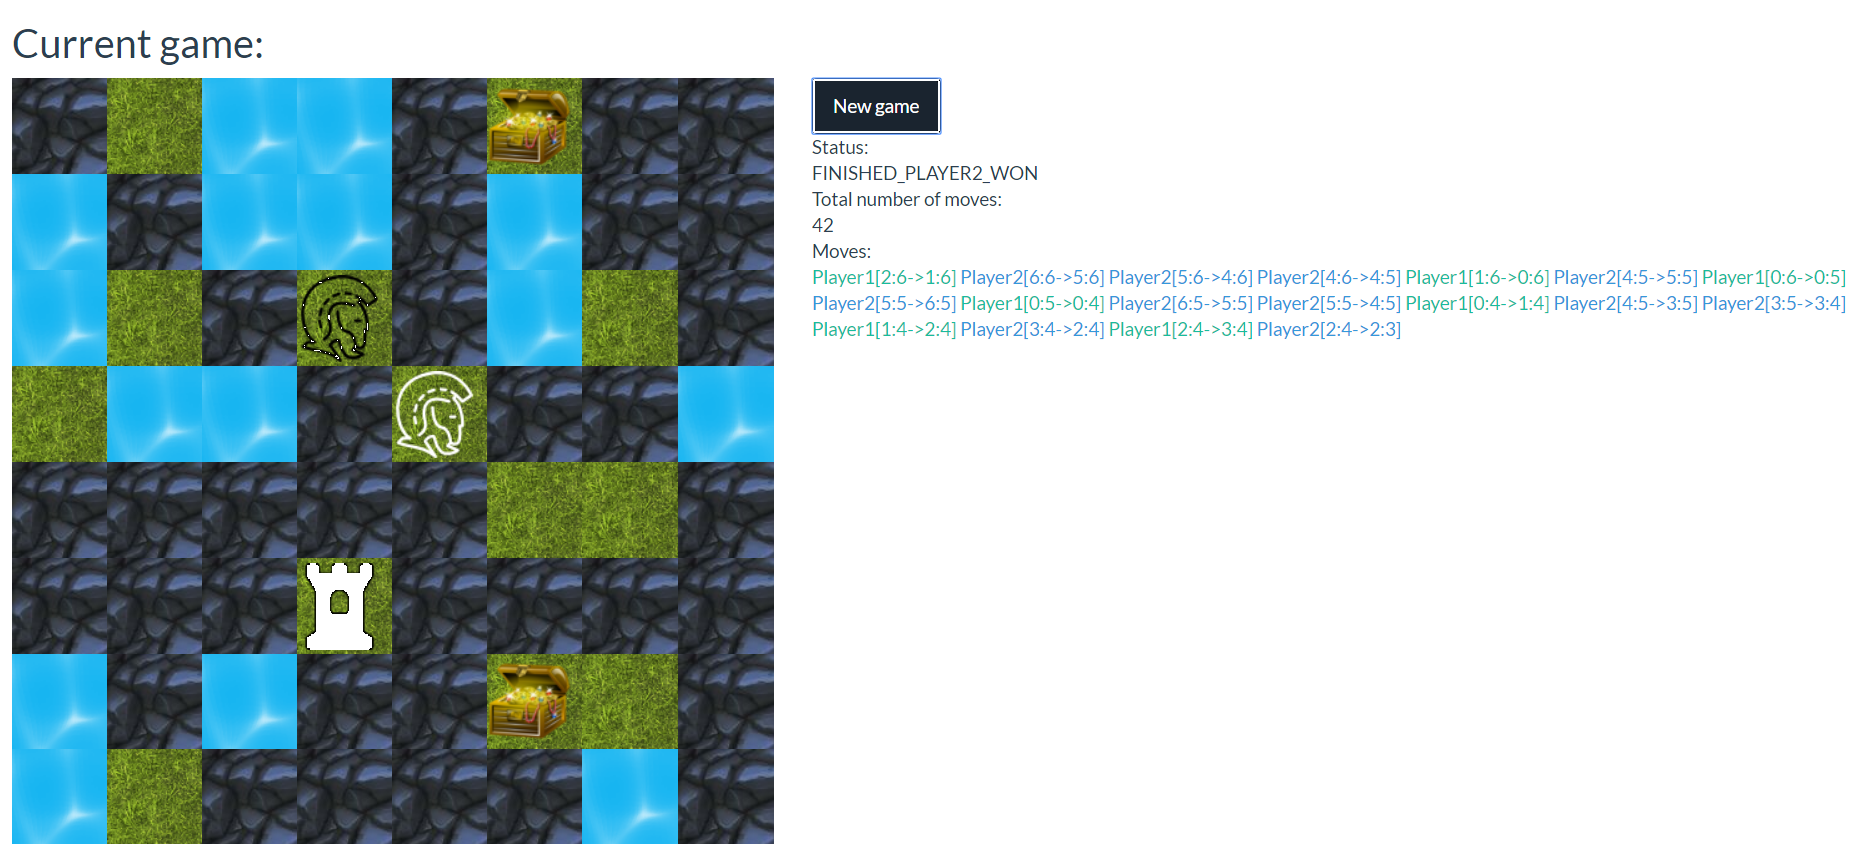 Current game:
New game
Status:
FINISHED_PLAYER2_WON
Total number of moves:
42
Moves:
Player1[2:6->1:6] Player2[6:6->5:6] Player2[5:6->4:6] Player2[4:6->4:5] Player1[1:6->0:6] Player2[4:5->5:5] Player1[0:6->0:5]
Player2[5:5->6:5] Player1[0:5->0:4] Player2[6:5->5:5] Player2[5:5->4:5] Player1[0:4->1:4] Player2[4:5->3:5] Player2[3:5->3:4]
Player1[1:4->2:4] Player2[3:4->2:4] Player1[2:4->3:4] Player2[2:4->2:3]